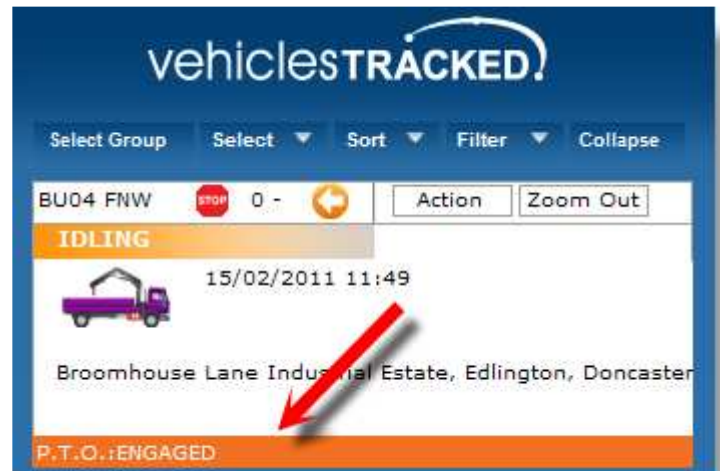 vehiclesTRACKED.
Select Group Select Sort Filter Collapse
BU04 FNW STOP 0 - Action Zoom Out
IDLING
15/02/2011 11:49
Broomhouse Lane Industrial Estate, Edlington, Doncaster
P.T.O.:ENGAGED